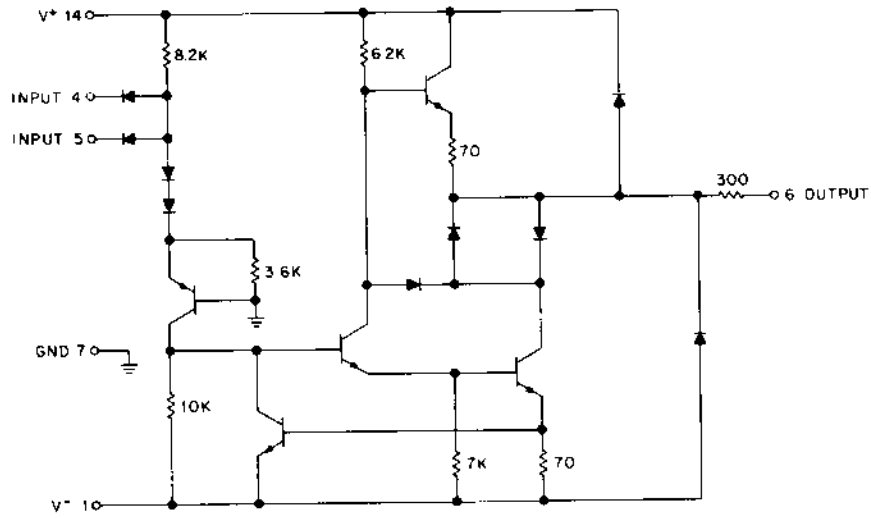 V+ 14
8.2K
6.2K
INPUT 4
INPUT 5
70
300
6 OUTPUT
3.6K
GND 7
10K
7K
70
V- 1